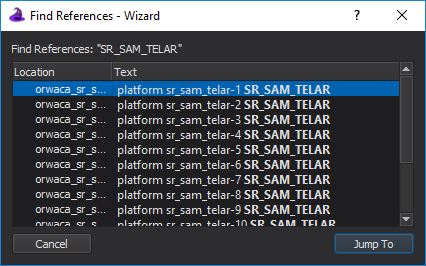 Find References - Wizard
Find References: "SR_SAM_TELAR"
Location Text
orwaca_sr_s... platform sr_sam_telar-1 SR_SAM_TELAR
orwaca_sr_s... platform sr_sam_telar-2 SR_SAM_TELAR
orwaca_sr_s... platform sr_sam_telar-3 SR_SAM_TELAR
orwaca_sr_s... platform sr_sam_telar-4 SR_SAM_TELAR
orwaca_sr_s... platform sr_sam_telar-5 SR_SAM_TELAR
orwaca_sr_s... platform sr_sam_telar-6 SR_SAM_TELAR
orwaca_sr_s... platform sr_sam_telar-7 SR_SAM_TELAR
orwaca_sr_s... platform sr_sam_telar-8 SR_SAM_TELAR
orwaca_sr_s... platform sr_sam_telar-9 SR_SAM_TELAR
orwaca_sr_s... platform sr_sam_telar-10 SR_SAM_TELAR
Cancel Jump To